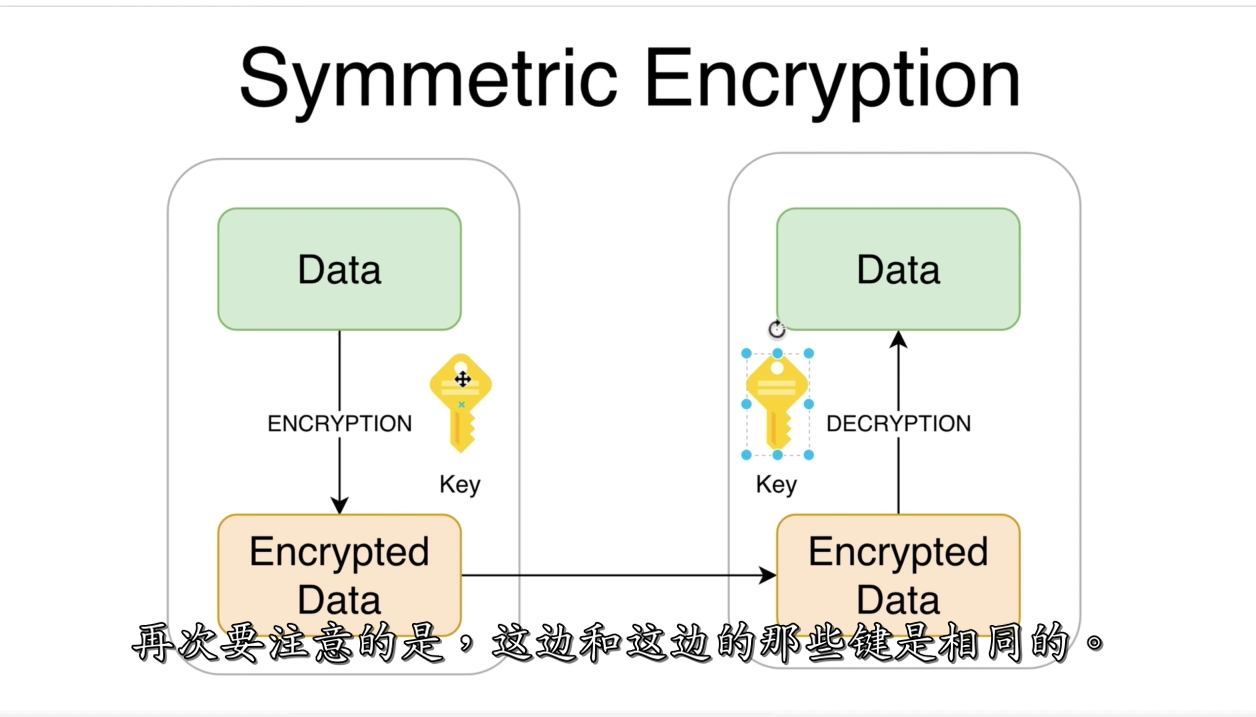 Symmetric Encryption
Data
ENCRYPTION
Key
Encrypted
Data
Data
Key
DECRYPTION
Encrypted
Data
再次要注意的是，这边和这边的那些键是相同的。